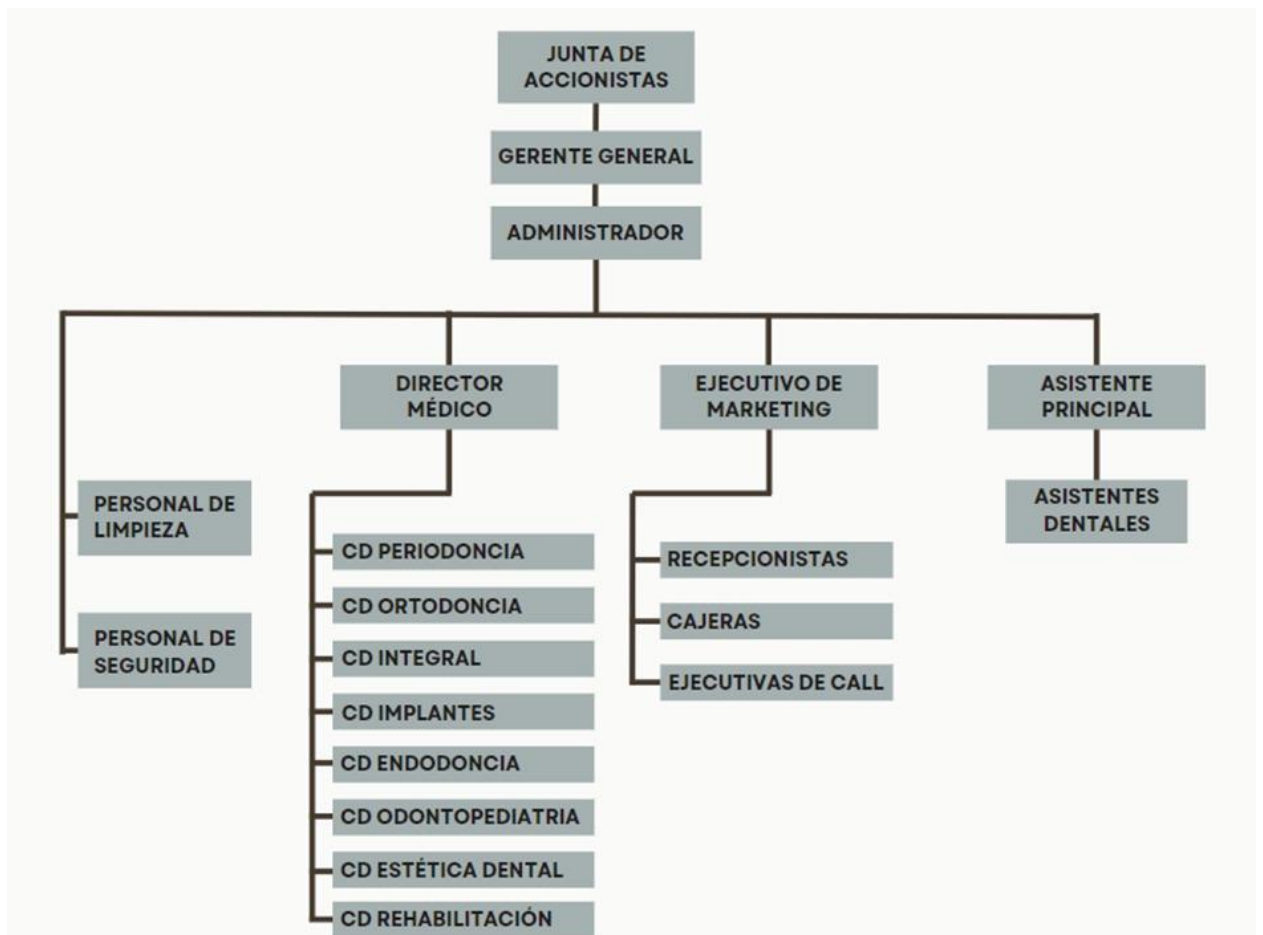 JUNTA DE
ACCIONISTAS
GERENTE GENERAL
ADMINISTRADOR
DIRECTOR
MÉDICO
EJECUTIVO DE
MARKETING
ASISTENTE
PRINCIPAL
PERSONAL DE
LIMPIEZA
PERSONAL DE
SEGURIDAD
CD PERIODONCIA
CD ORTODONCIA
CD INTEGRAL
CD IMPLANTES
CD ENDODONCIA
CD ODONTOPEDIATRIA
CD ESTÉTICA DENTAL
CD REHABILITACIÓN
RECEPCIONISTAS
CAJERAS
EJECUTIVAS DE CALL
ASISTENTES
DENTALES